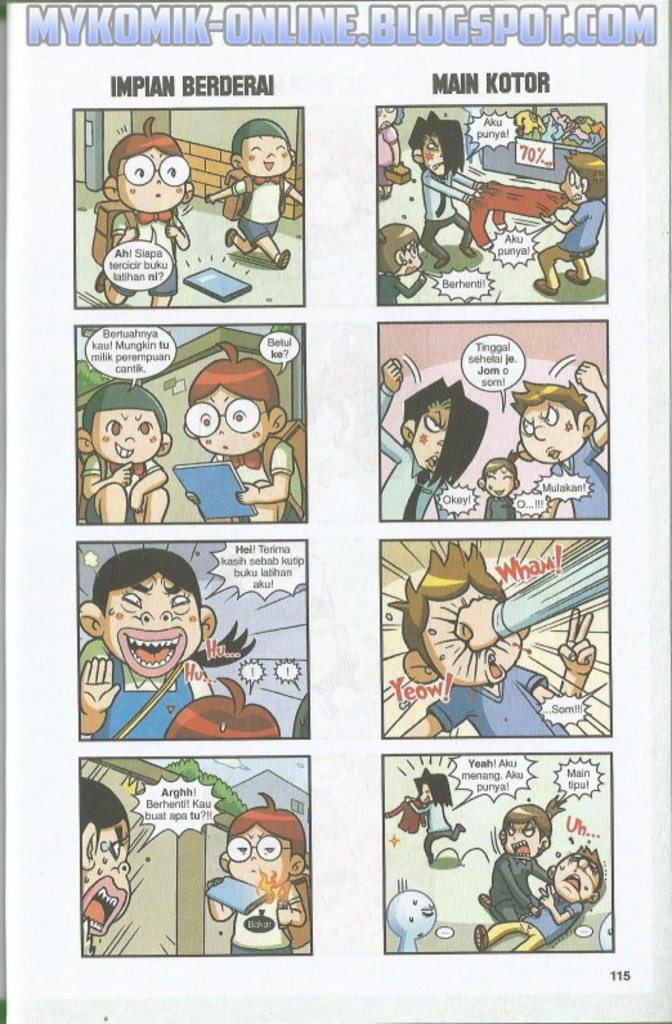 MYKOMIK-ONLINE.BLOGSPOT.COM
IMPIAN BERDERAI
Ah! Siapa
tercicir buku
latihan ni?
Bertuahnya
kau! Mungkin tu
milik perempuan
cantik.
Betul
ke?
Hei! Terima
kasih sebab kutip
buku latihan
aku!
Hu...
Hu...
!
!
Arghh!
Berhenti! Kau
buat apa tu?!!
Bakar
MAIN KOTOR
Aku
punya!
70%
Aku
punya!
Berhenti!
Tinggal
sehelai je.
Jom o
som!
Okey!
O...!!!
Mulakan!
Wham!
Yeow!
...Som!!!
Yeah! Aku
menang. Aku
punya!
Main
tipu!
Uh...
...
...
115